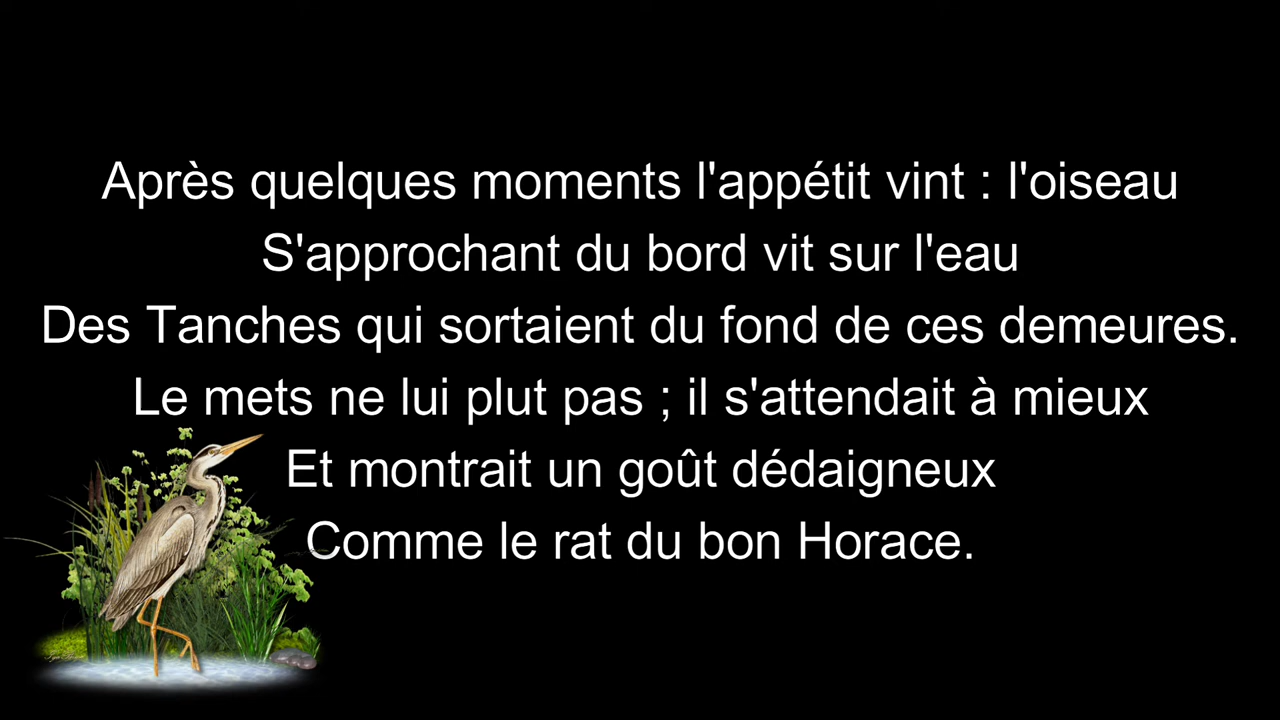 Après quelques moments l'appétit vint : l'oiseau
S'approchant du bord vit sur l'eau
Des Tanches qui sortaient du fond de ces demeures.
Le mets ne lui plut pas ; il s'attendait à mieux
Et montrait un goût dédaigneux
Comme le rat du bon Horace.